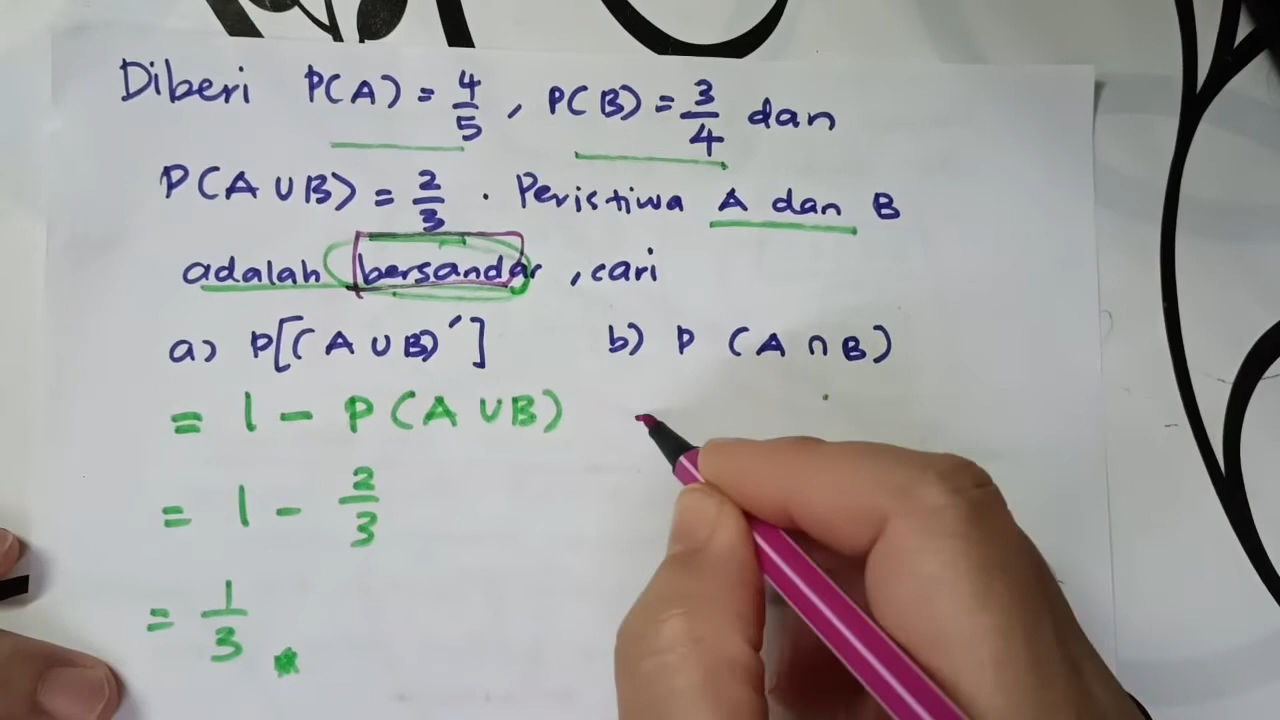 Diberi P(A) = 4/5, P(B) = 3/4 dan
P(A ∪ B) = 2/3. Peristiwa A dan B
adalah bersandar, cari
a) P[(A ∪ B)′] b) P (A ∩ B)
= 1 - P(A ∪ B)
= 1 - 2/3
= 1/3